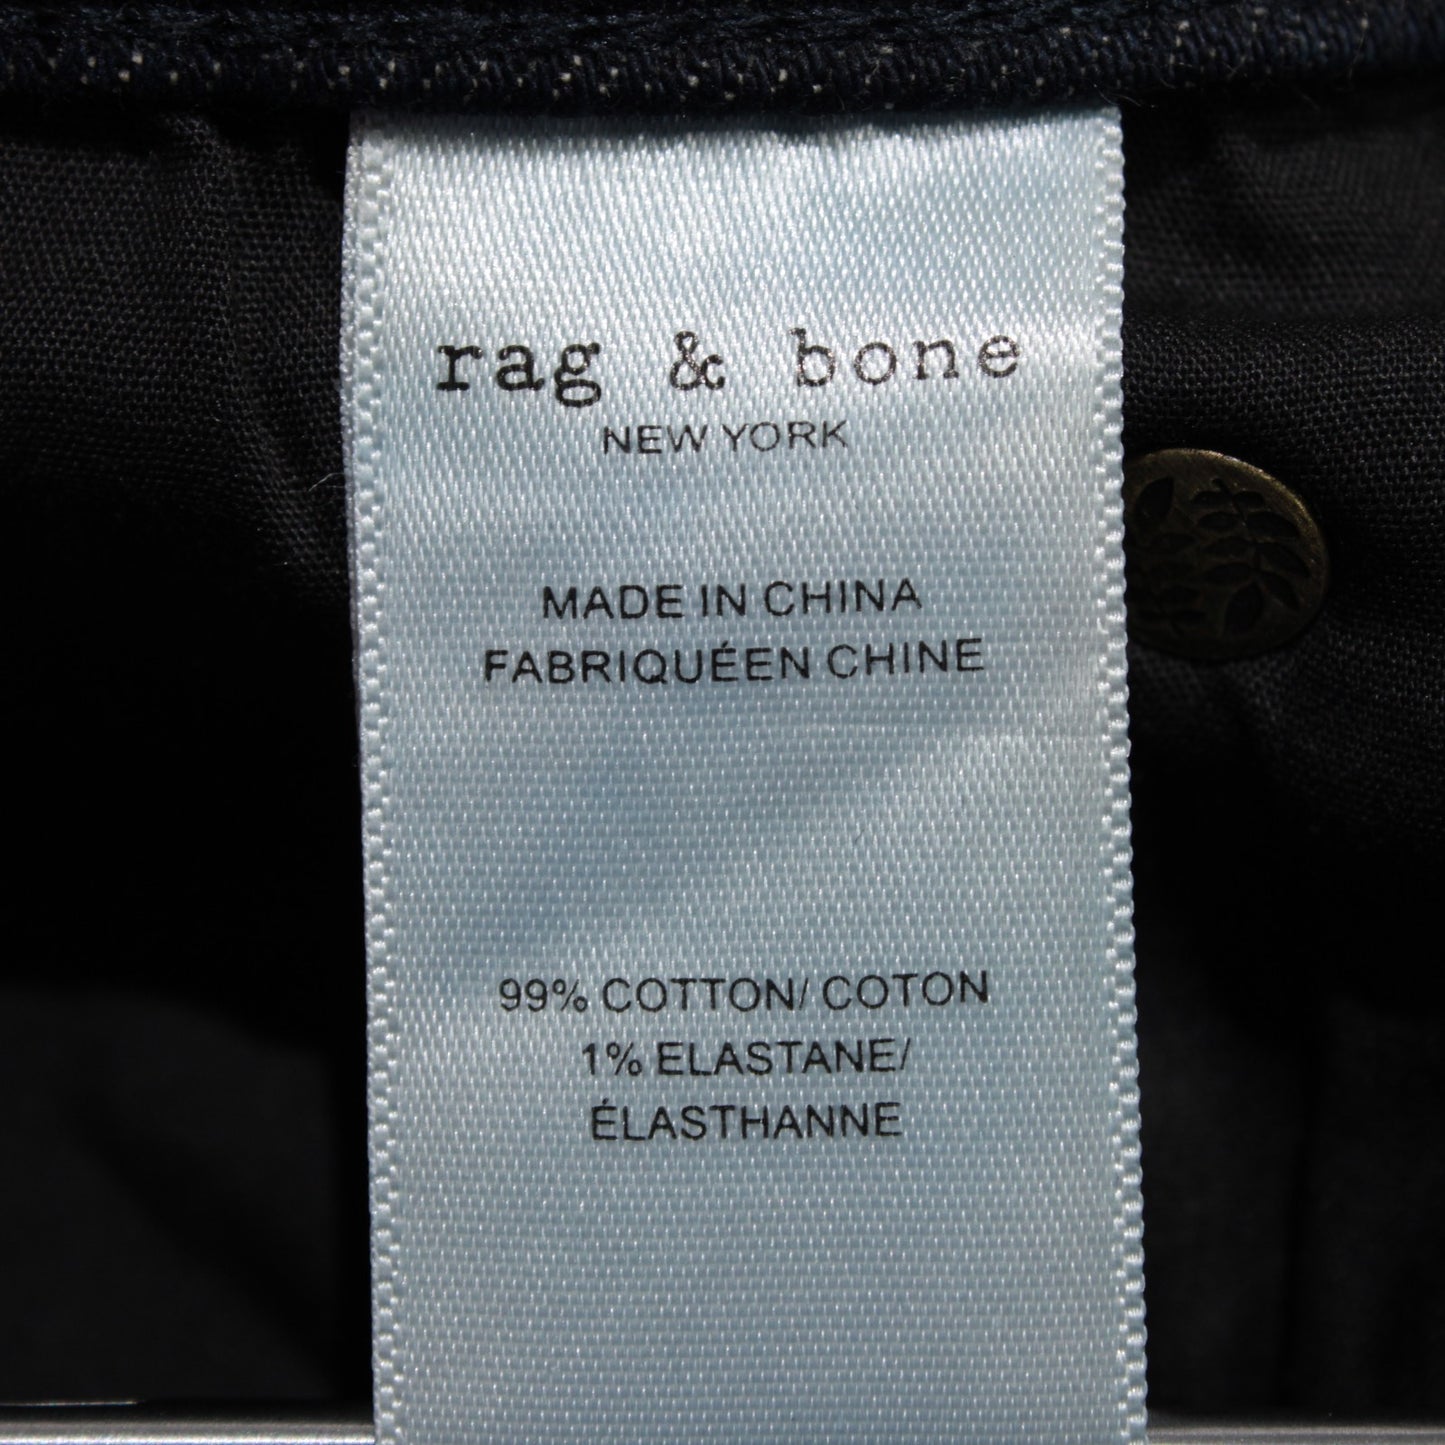 rag & bone
NEW YORK
MADE IN CHINA
FABRIQUÉEN CHINE
99% COTTON/ COTON
1% ELASTANE/
ÉLASTHANNE